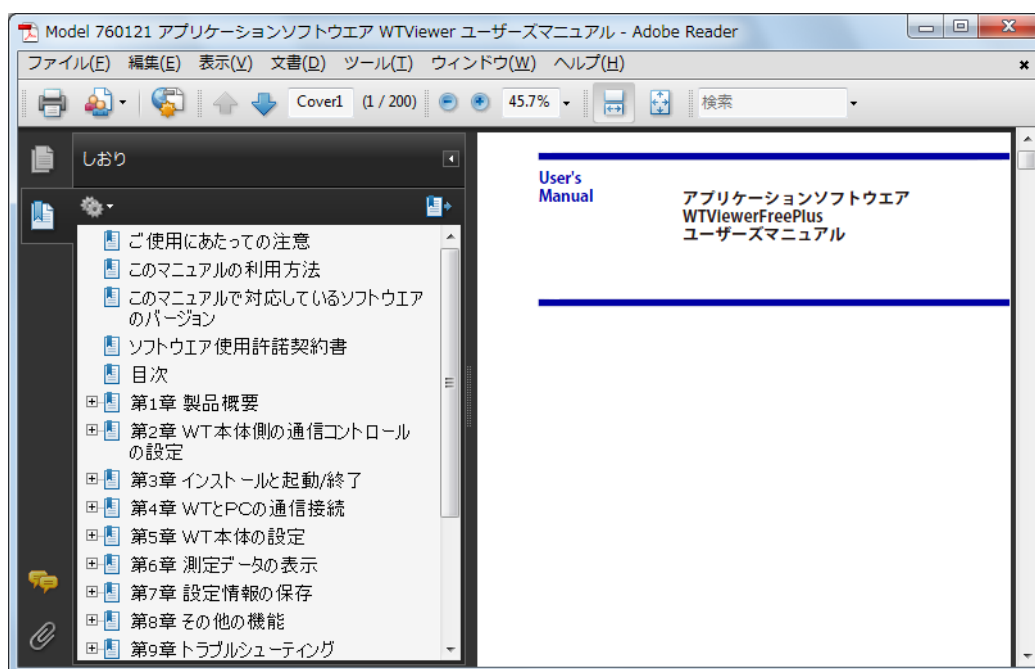 Model 760121 アプリケーションソフトウエア WTViewer ユーザーズマニュアル - Adobe Reader
ファイル(F) 編集(E) 表示(V) 文書(D) ツール(T) ウィンドウ(W) ヘルプ(H)
Cover1 (1 / 200) 45.7% 検索
しおり
ご使用にあたっての注意
このマニュアルの利用方法
このマニュアルで対応しているソフトウエア
のバージョン
ソフトウエア使用許諾契約書
目次
第1章 製品概要
第2章 WT本体側の通信コントロール
の設定
第3章 インストールと起動/終了
第4章 WTとPCの通信接続
第5章 WT本体の設定
第6章 測定データの表示
第7章 設定情報の保存
第8章 その他の機能
第9章 トラブルシューティング
User's
Manual
アプリケーションソフトウエア
WTViewerFreePlus
ユーザーズマニュアル